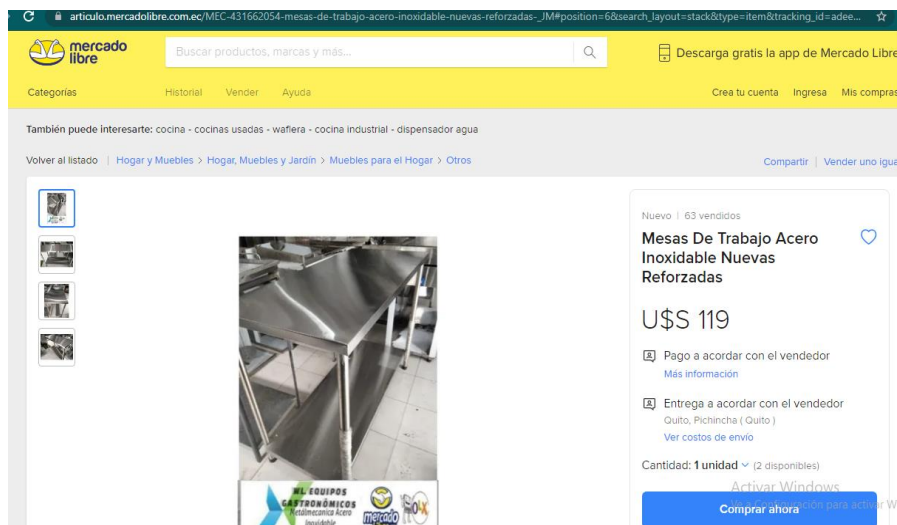 articulo.mercadolibre.com.ec/MEC-431662054-mesas-de-trabajo-acero-inoxidable-nuevas-reforzadas-_JM#position=6&search_layout=stack&type=item&tracking_id=adee...
mercado
libre
Buscar productos, marcas y más...
Descarga gratis la app de Mercado Libre
Categorías Historial Vender Ayuda Crea tu cuenta Ingresa Mis compras
También puede interesarte: cocina - cocinas usadas - waflera - cocina industrial - dispensador agua
Volver al listado | Hogar y Muebles > Hogar, Muebles y Jardín > Muebles para el Hogar > Otros
Compartir | Vender uno igua
Nuevo | 63 vendidos
Mesas De Trabajo Acero
Inoxidable Nuevas
Reforzadas
U$S 119
Pago a acordar con el vendedor
Más información
Entrega a acordar con el vendedor
Quito, Pichincha ( Quito )
Ver costos de envío
Cantidad: 1 unidad (2 disponibles)
Activar Windows
Comprar ahora
ML EQUIPOS
GASTRONÓMICOS
Metalmecanica Acero
Inoxidable
mercado
OLX